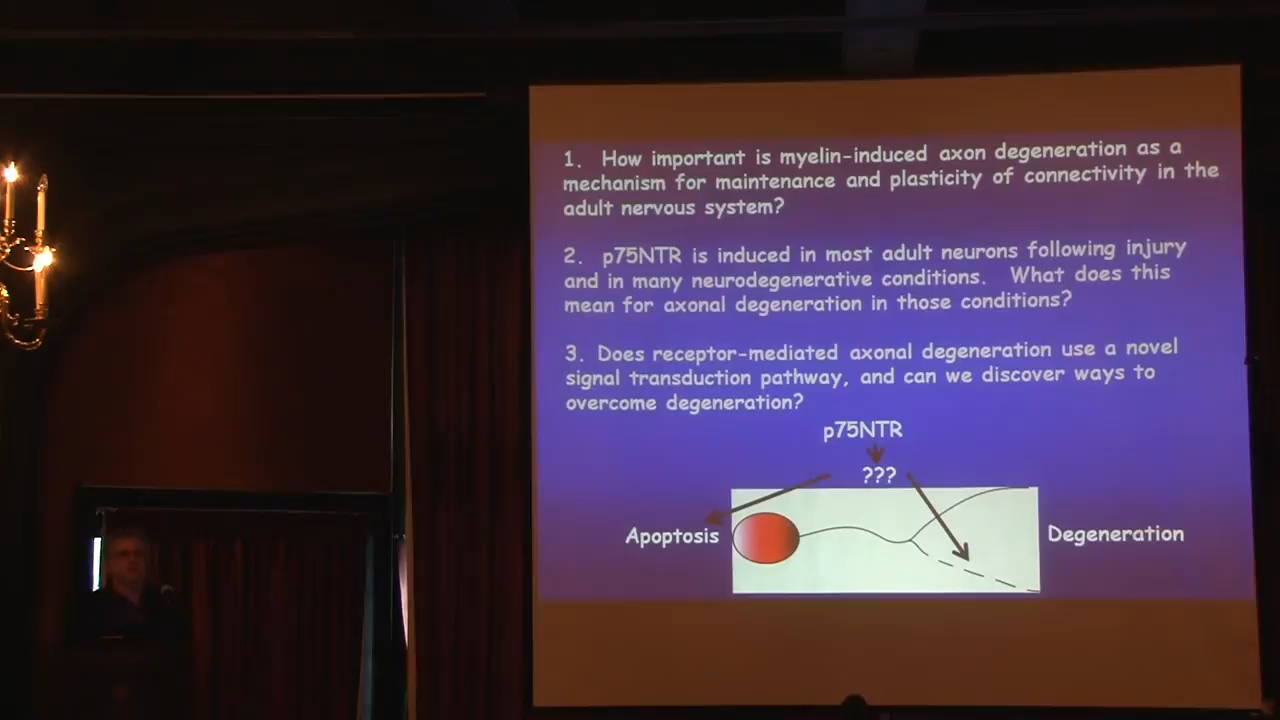 1. How important is myelin-induced axon degeneration as a
mechanism for maintenance and plasticity of connectivity in the
adult nervous system?
2. p75NTR is induced in most adult neurons following injury
and in many neurodegenerative conditions. What does this
mean for axonal degeneration in those conditions?
3. Does receptor-mediated axonal degeneration use a novel
signal transduction pathway, and can we discover ways to
overcome degeneration?
p75NTR
???
Apoptosis
Degeneration